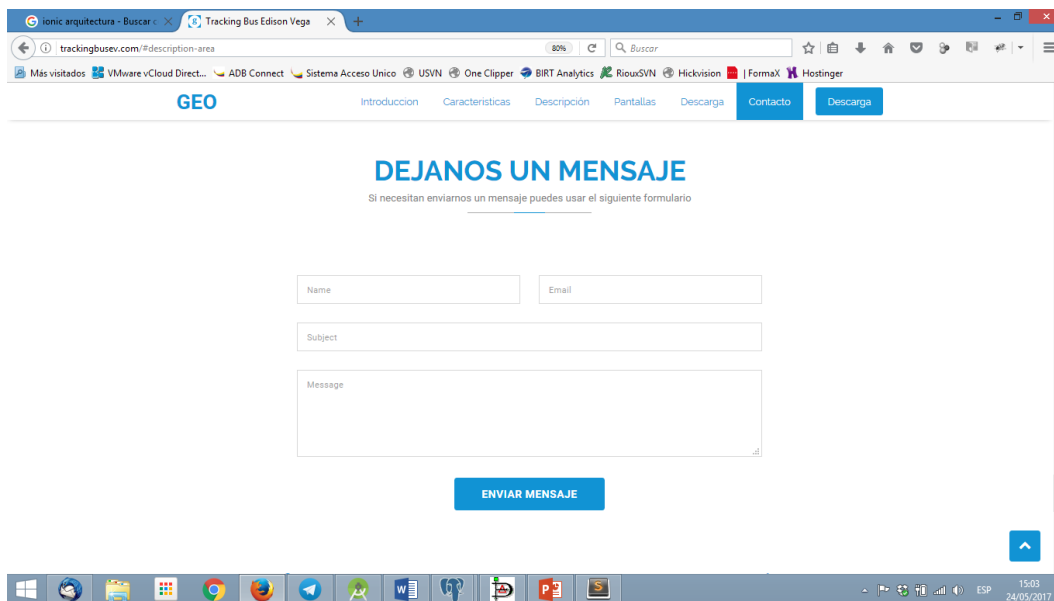 ionic arquitectura - Buscar c
Tracking Bus Edison Vega
trackingbusev.com/#description-area
80%
Buscar
Más visitados VMware vCloud Direct... ADB Connect Sistema Acceso Unico USVN One Clipper BIRT Analytics RiouxSVN Hickvision | FormaX Hostinger
GEO Introduccion Caracteristicas Descripción Pantallas Descarga Contacto Descarga
DEJANOS UN MENSAJE
Si necesitan enviarnos un mensaje puedes usar el siguiente formulario
Name
Email
Subject
Message
ENVIAR MENSAJE
ESP
15:03
24/05/2017